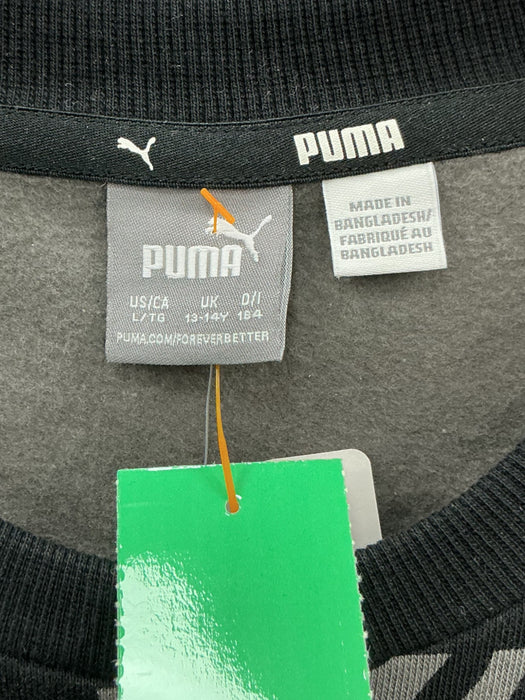 PUMA
PUMA
US/CA UK D/I
L/TG 13-14Y 164
PUMA.COM/FOREVERBETTER
MADE IN
BANGLADESH/
FABRIQUÉ AU
BANGLADESH